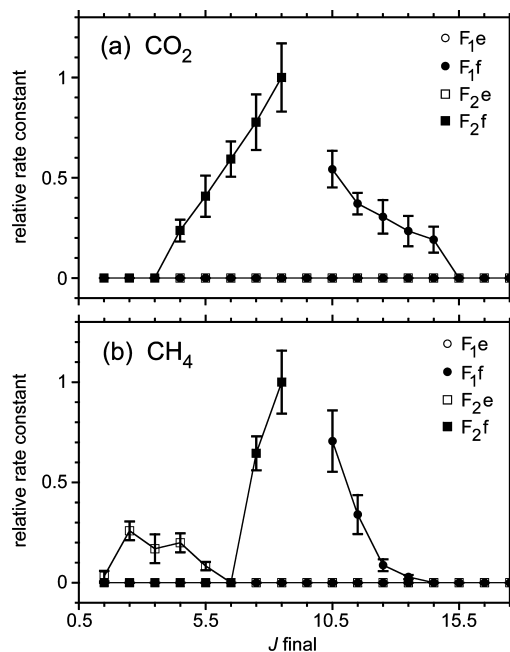 (a) CO₂
F₁e
F₁f
F₂e
F₂f
relative rate constant
1
0.5
0
(b) CH₄
F₁e
F₁f
F₂e
F₂f
relative rate constant
1
0.5
0
0.5 5.5 10.5 15.5
J final